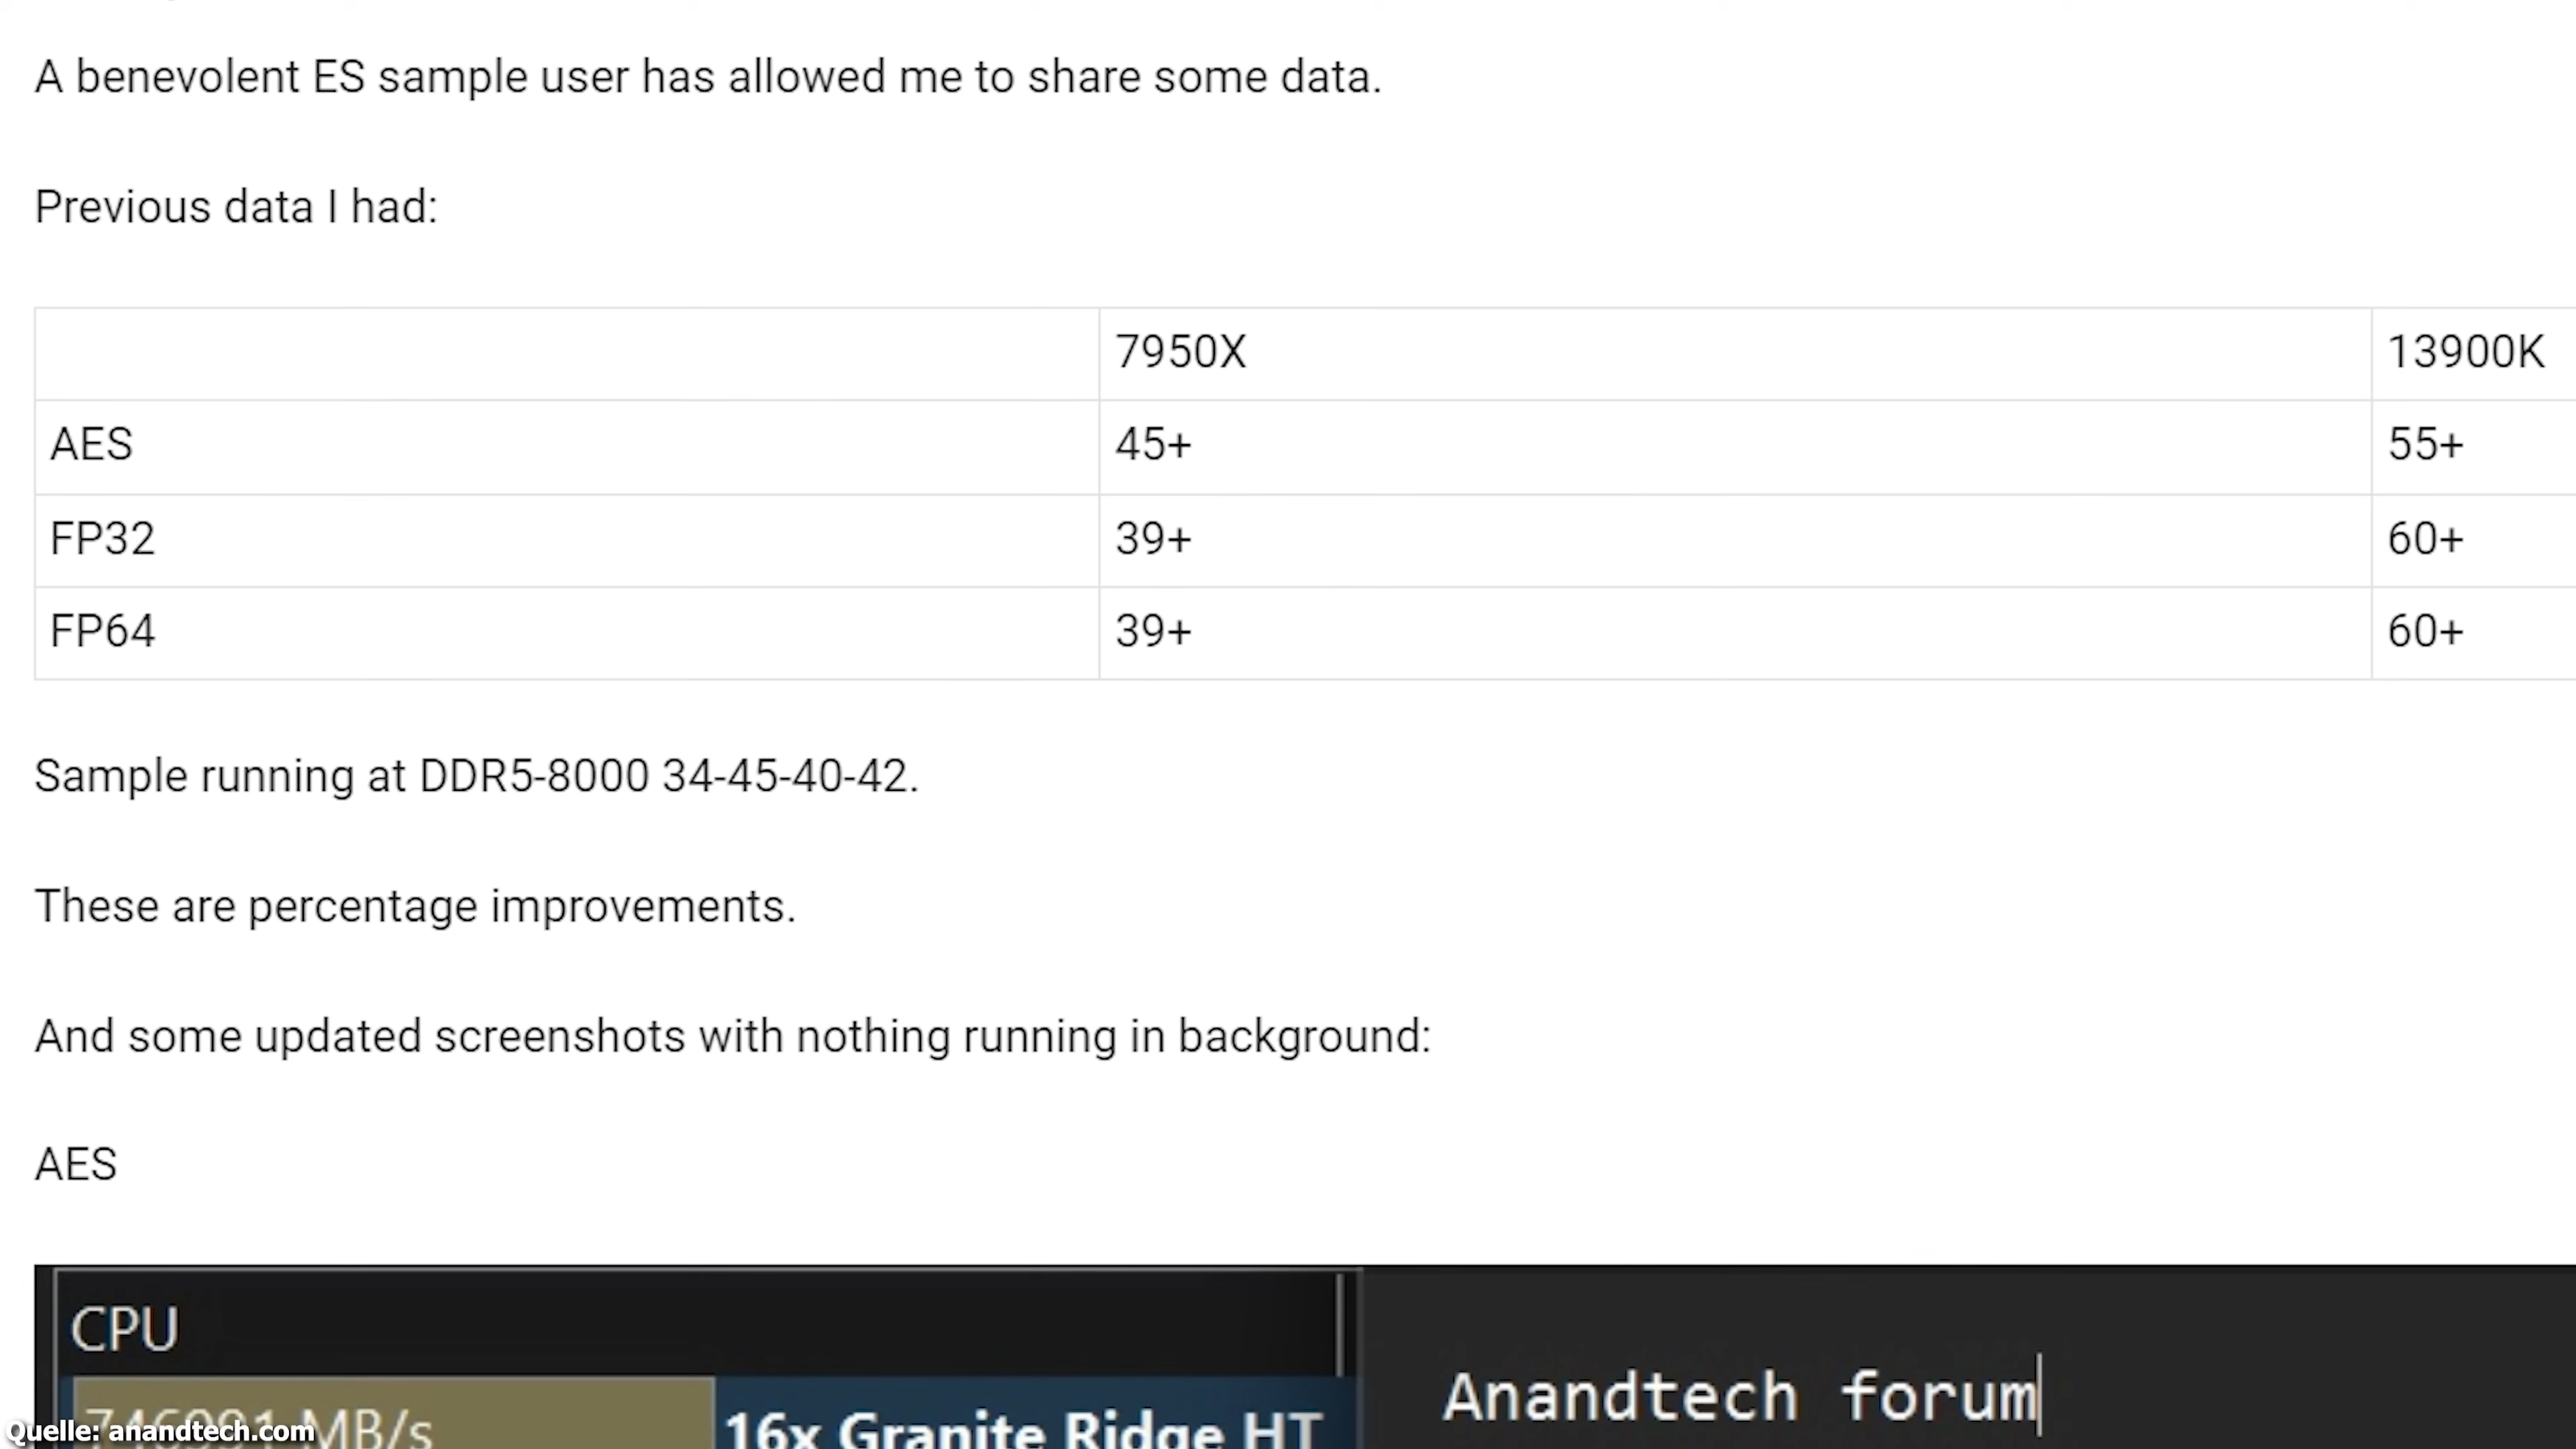 A benevolent ES sample user has allowed me to share some data.
Previous data I had:
7950X 13900K
AES 45+ 55+
FP32 39+ 60+
FP64 39+ 60+
Sample running at DDR5-8000 34-45-40-42.
These are percentage improvements.
And some updated screenshots with nothing running in background:
AES
CPU
Anandtech forum
746991 MB/s 16x Granite Ridge HT
Quelle: anandtech.com